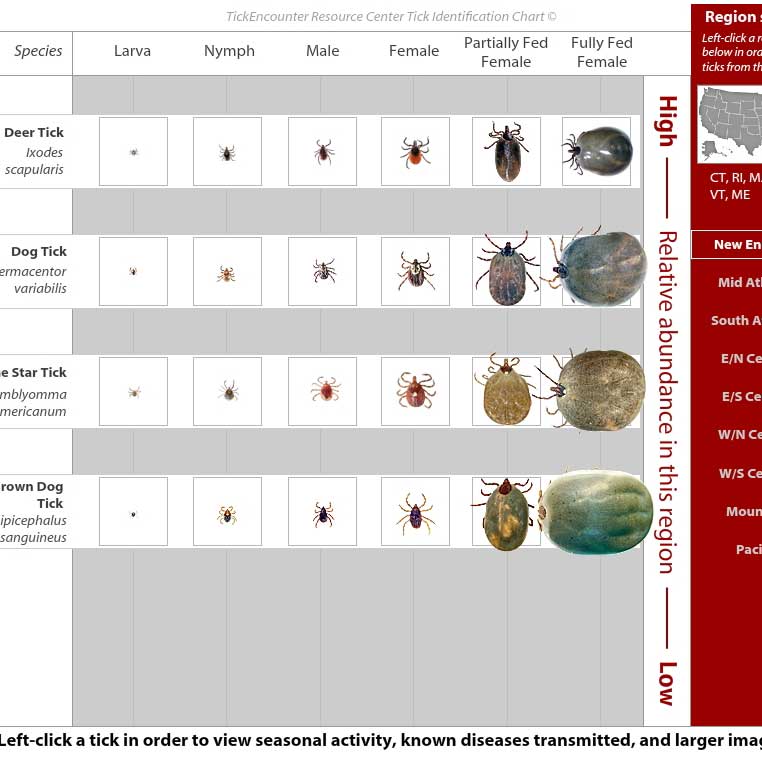 TickEncounter Resource Center Tick Identification Chart ©
Species Larva Nymph Male Female Partially Fed Female Fully Fed Female
Deer Tick
Ixodes
scapularis
Dog Tick
ermacentor
variabilis
e Star Tick
mblyomma
mericanum
rown Dog
Tick
ipicephalus
sanguineus
High
Relative abundance in this region
Low
Region s
Left-click a r
below in ord
ticks from th
CT, RI, M
VT, ME
New En
Mid Atl
South A
E/N Ce
E/S Ce
W/N Ce
W/S Ce
Moun
Paci
Left-click a tick in order to view seasonal activity, known diseases transmitted, and larger imag